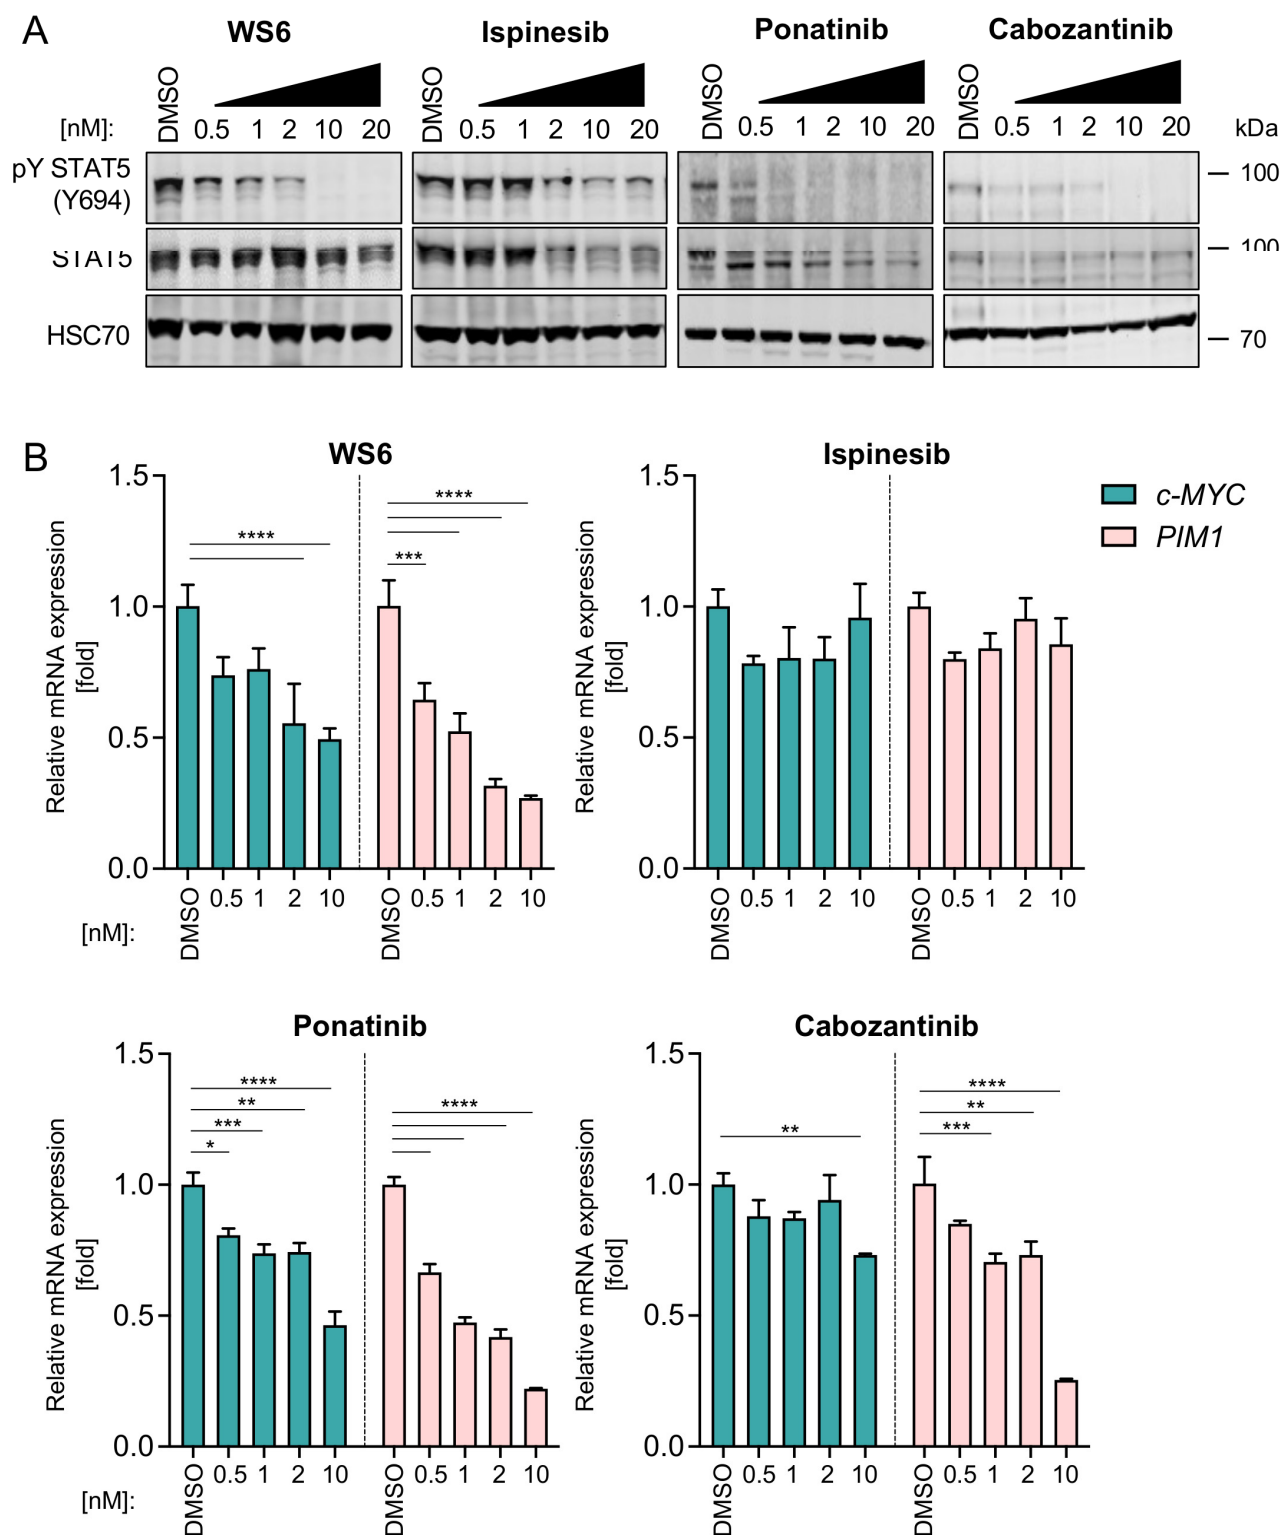 A
WS6 Ispinesib Ponatinib Cabozantinib
DMSO DMSO DMSO DMSO
[nM]: 0.5 1 2 10 20 0.5 1 2 10 20 0.5 1 2 10 20 0.5 1 2 10 20 kDa
pY STAT5
(Y694)
100
STAT5
100
HSC70
70
B
WS6
1.5
1.0
0.5
0.0
Relative mRNA expression
[fold]
****
****
***
DMSO 0.5 1 2 10 DMSO 0.5 1 2 10
[nM]:
Ispinesib
1.5
1.0
0.5
0.0
Relative mRNA expression
[fold]
DMSO 0.5 1 2 10 DMSO 0.5 1 2 10
c-MYC
PIM1
Ponatinib
1.5
1.0
0.5
0.0
Relative mRNA expression
[fold]
****
**
***
*
****
DMSO 0.5 1 2 10 DMSO 0.5 1 2 10
[nM]:
Cabozantinib
1.5
1.0
0.5
0.0
Relative mRNA expression
[fold]
**
****
**
***
DMSO 0.5 1 2 10 DMSO 0.5 1 2 10